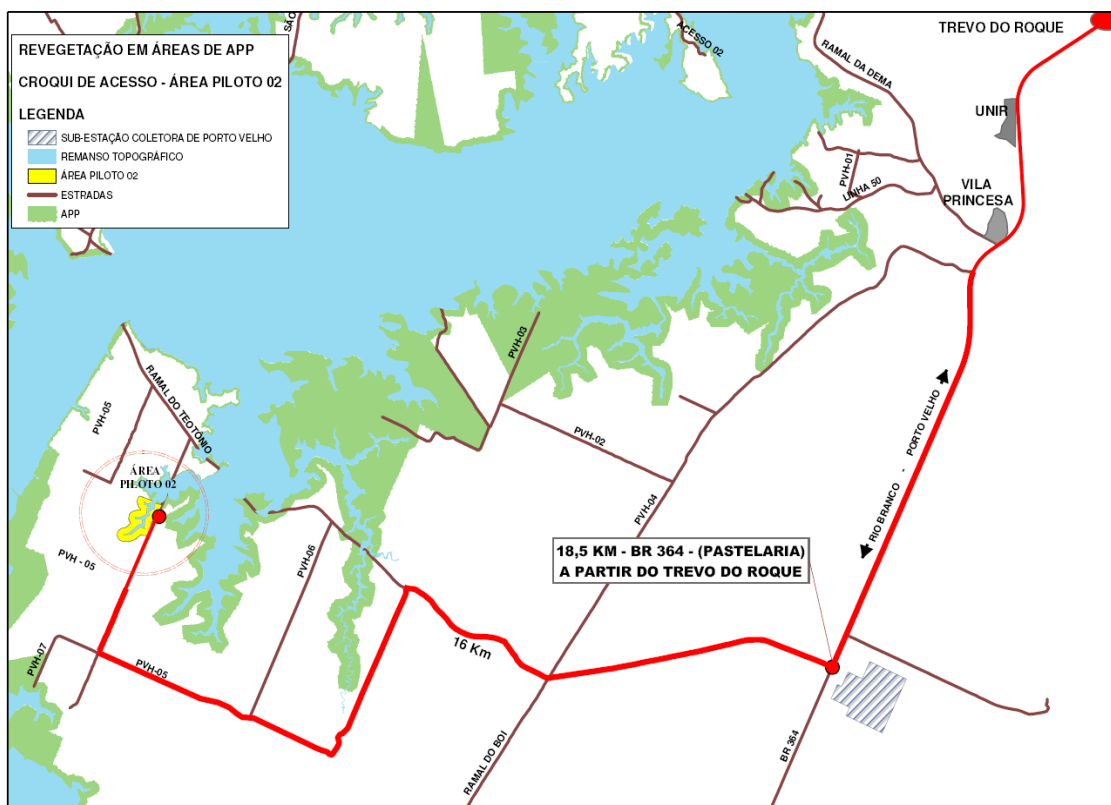 REVEGETAÇÃO EM ÁREAS DE APP
CROQUI DE ACESSO - ÁREA PILOTO 02
LEGENDA
SUB-ESTAÇÃO COLETORA DE PORTO VELHO
REMANSO TOPOGRÁFICO
ÁREA PILOTO 02
ESTRADAS
APP
SÃO
ACESSO 02
RAMAL DA DEMA
TREVO DO ROQUE
UNIR
PVH-01
LINHA 50
VILA
PRINCESA
PVH-03
RAMAL DO TEOTÔNIO
PVH-05
PVH-02
RIO BRANCO - PORTO VELHO
ÁREA
PILOTO 02
PVH-04
PVH - 05
PVH-06
18,5 KM - BR 364 - (PASTELARIA)
A PARTIR DO TREVO DO ROQUE
16 Km
PVH-07
PVH-05
RAMAL DO BOI
BR 364